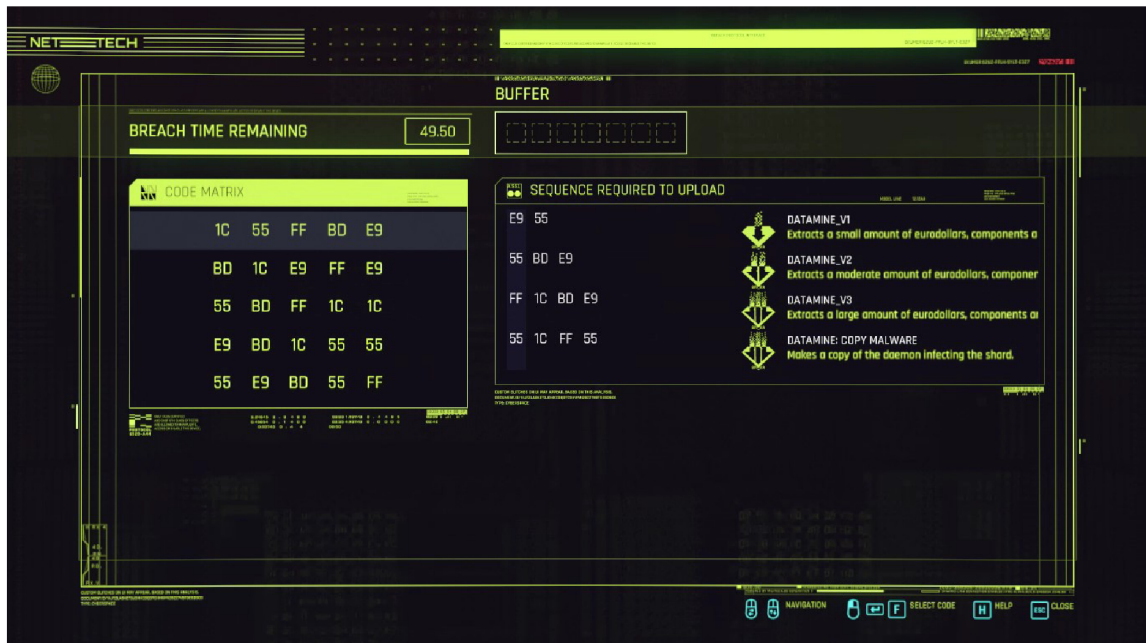 NET TECH
BUFFER
BREACH TIME REMAINING 49.50
CODE MATRIX
1C 55 FF BD E9
BD 1C E9 FF E9
55 BD FF 1C 1C
E9 BD 1C 55 55
55 E9 BD 55 FF
SEQUENCE REQUIRED TO UPLOAD
E9 55
DATAMINE_V1
Extracts a small amount of eurodollars, components a
55 BD E9
DATAMINE_V2
Extracts a moderate amount of eurodollars, componen
FF 1C BD E9
DATAMINE_V3
Extracts a large amount of eurodollars, components a
55 1C FF 55
DATAMINE: COPY MALWARE
Makes a copy of the daemon infecting the shard.
NAVIGATION F SELECT CODE H HELP ESC CLOSE